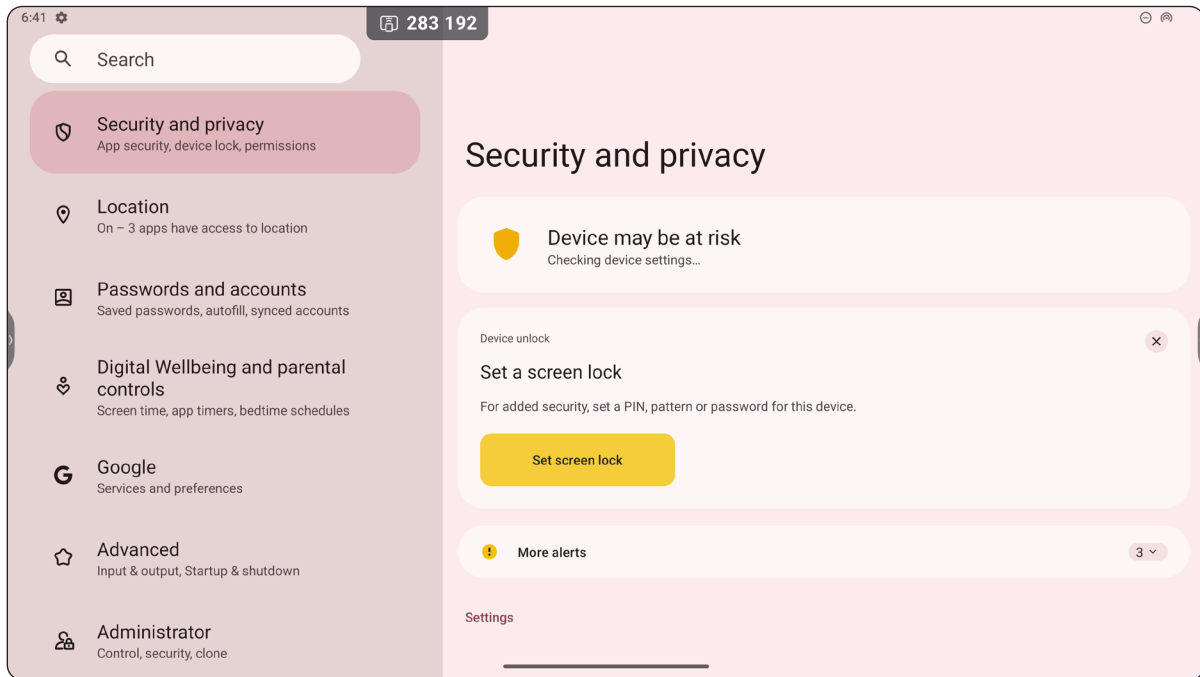 6:41
283 192
Search
Security and privacy
App security, device lock, permissions
Location
On – 3 apps have access to location
Passwords and accounts
Saved passwords, autofill, synced accounts
Digital Wellbeing and parental
controls
Screen time, app timers, bedtime schedules
Google
Services and preferences
Advanced
Input & output, Startup & shutdown
Administrator
Control, security, clone
Security and privacy
Device may be at risk
Checking device settings...
Device unlock
Set a screen lock
For added security, set a PIN, pattern or password for this device.
Set screen lock
More alerts
3
Settings